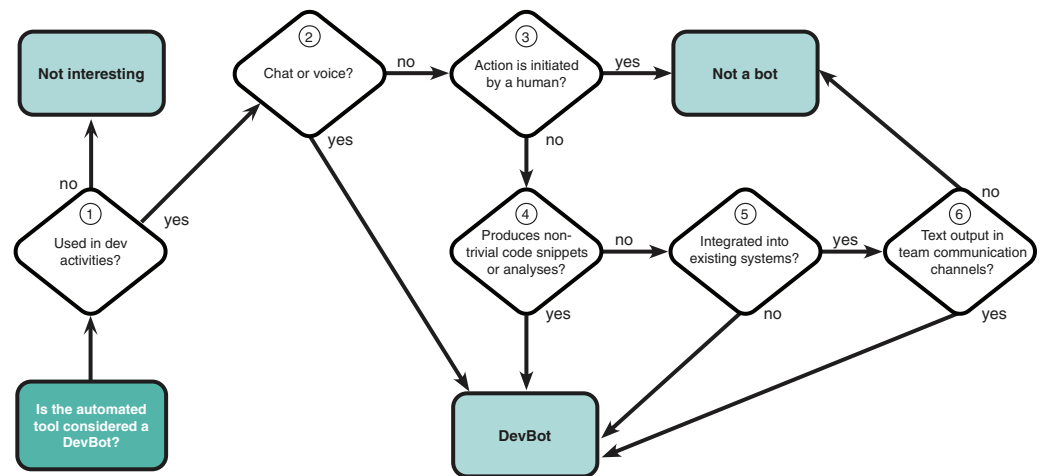 Is the automated
tool considered a
DevBot?
1
Used in dev
activities?
no
yes
Not interesting
2
Chat or voice?
no
yes
3
Action is initiated
by a human?
yes
no
Not a bot
4
Produces non-
trivial code snippets
or analyses?
no
yes
5
Integrated into
existing systems?
yes
no
6
Text output in
team communication
channels?
no
yes
DevBot